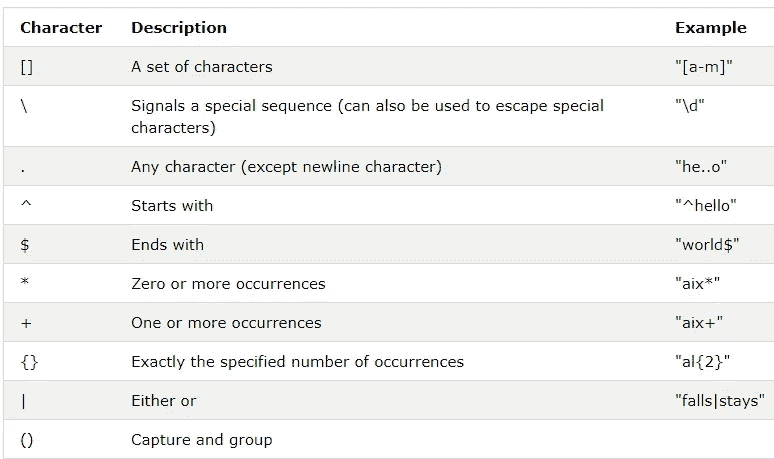 Character Description Example
[] A set of characters "[a-m]"
\ Signals a special sequence (can also be used to escape special "\d"
characters)
. Any character (except newline character) "he..o"
^ Starts with "^hello"
$ Ends with "world$"
* Zero or more occurrences "aix*"
+ One or more occurrences "aix+"
{} Exactly the specified number of occurrences "al{2}"
| Either or "falls|stays"
() Capture and group